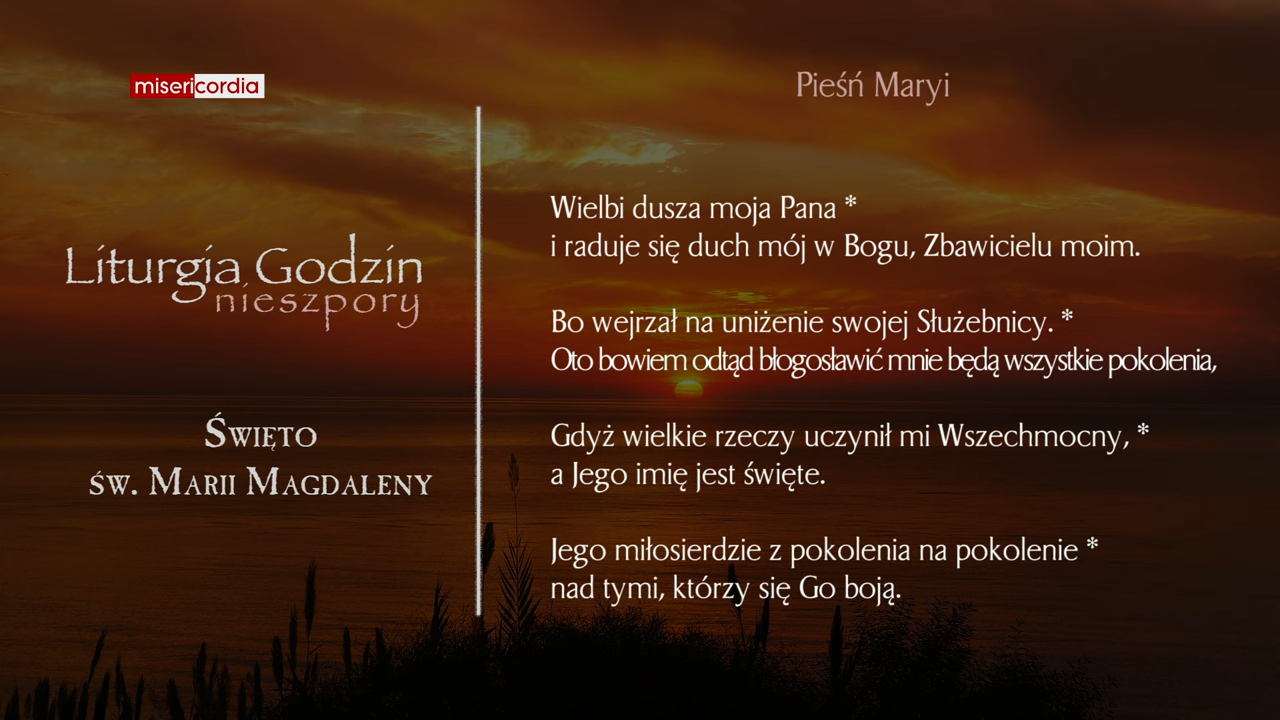 misericordia
Liturgia Godzin
nieszpory
Święto
św. Marii Magdaleny
Pieśń Maryi
Wielbi dusza moja Pana *
i raduje się duch mój w Bogu, Zbawicielu moim.
Bo wejrzał na uniżenie swojej Służebnicy. *
Oto bowiem odtąd błogosławić mnie będą wszystkie pokolenia,
Gdyż wielkie rzeczy uczynił mi Wszechmocny, *
a Jego imię jest święte.
Jego miłosierdzie z pokolenia na pokolenie *
nad tymi, którzy się Go boją.